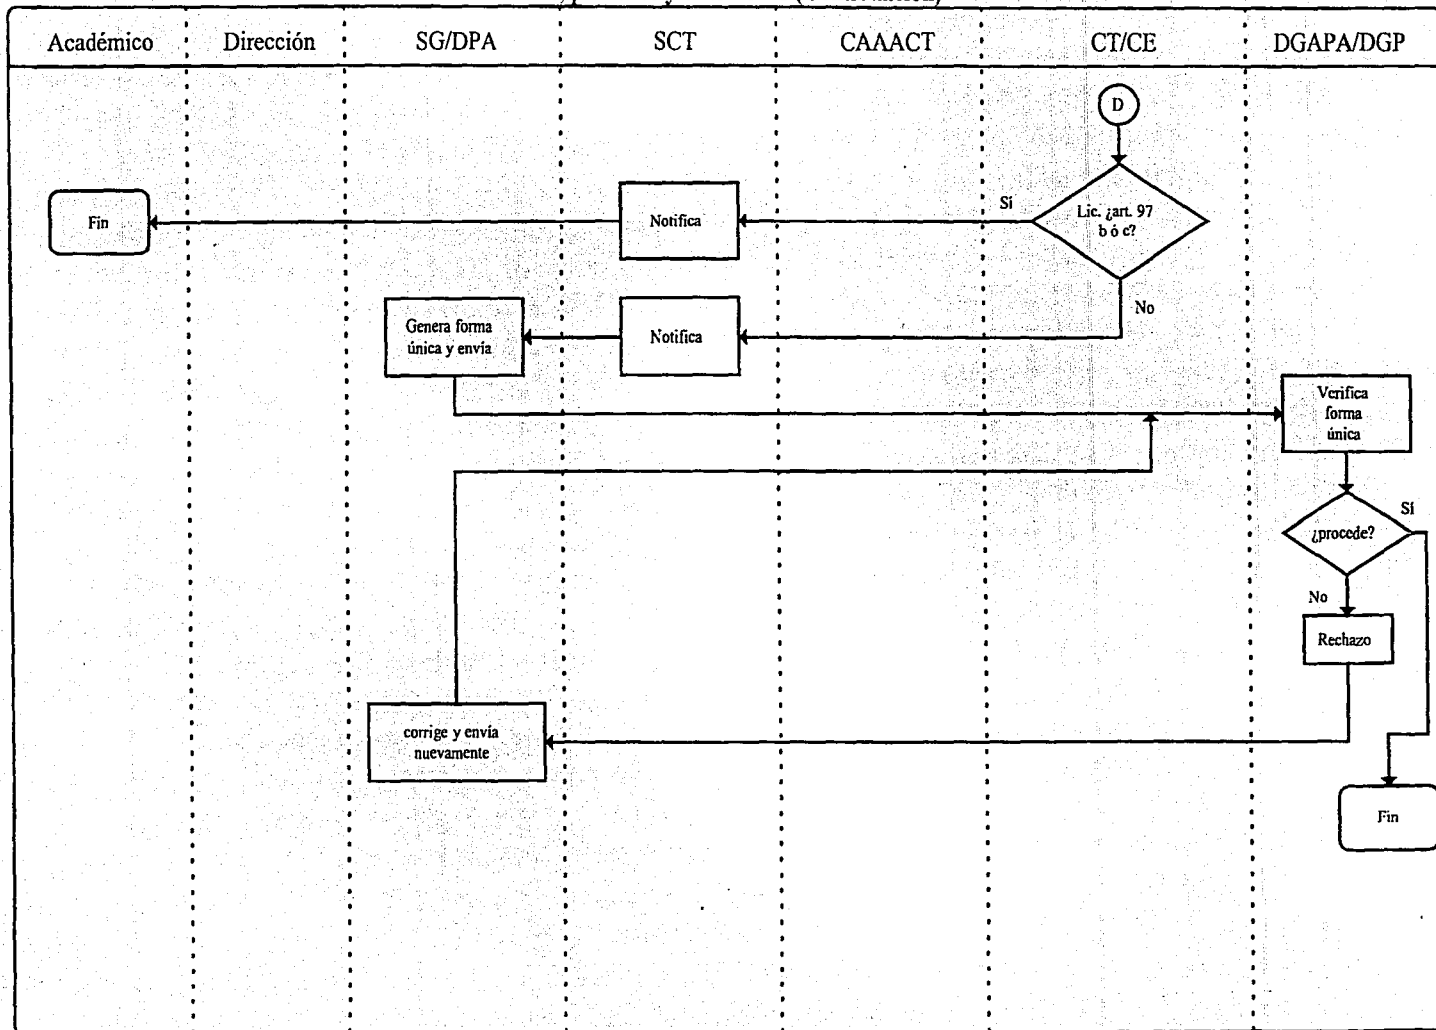 Académico Dirección SG/DPA SCT CAAACT CT/CE DGAPA/DGP
D
Lic. ¿art. 97
b ó c?
Sí
Notifica
Fin
No
Notifica
Genera forma
única y envía
Verifica
forma
única
¿procede?
Sí
No
Rechazo
corrige y envía
nuevamente
Fin